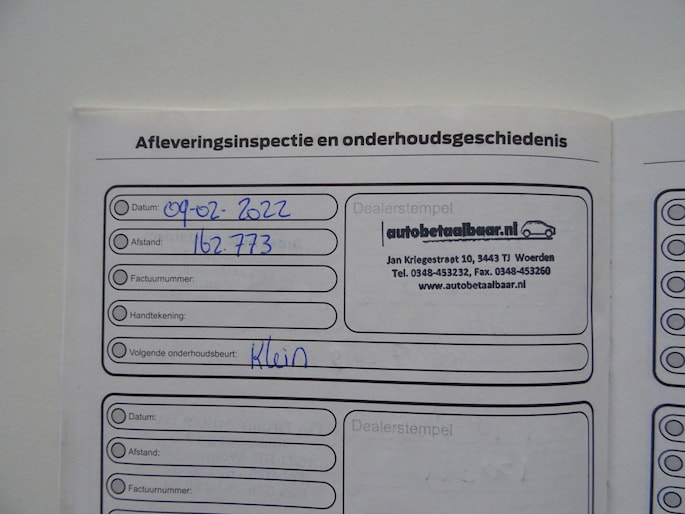 Afleveringsinspectie en onderhoudsgeschiedenis
Datum: 09-02-2022
Afstand: 162.773
Factuurnummer:
Handtekening:
Volgende onderhoudsbeurt: Klein
Dealerstempel
autobetaalbaar.nl
Jan Kriegestraat 10, 3443 TJ Woerden
Tel. 0348-453232, Fax. 0348-453260
www.autobetaalbaar.nl
Datum:
Afstand:
Factuurnummer:
Dealerstempel